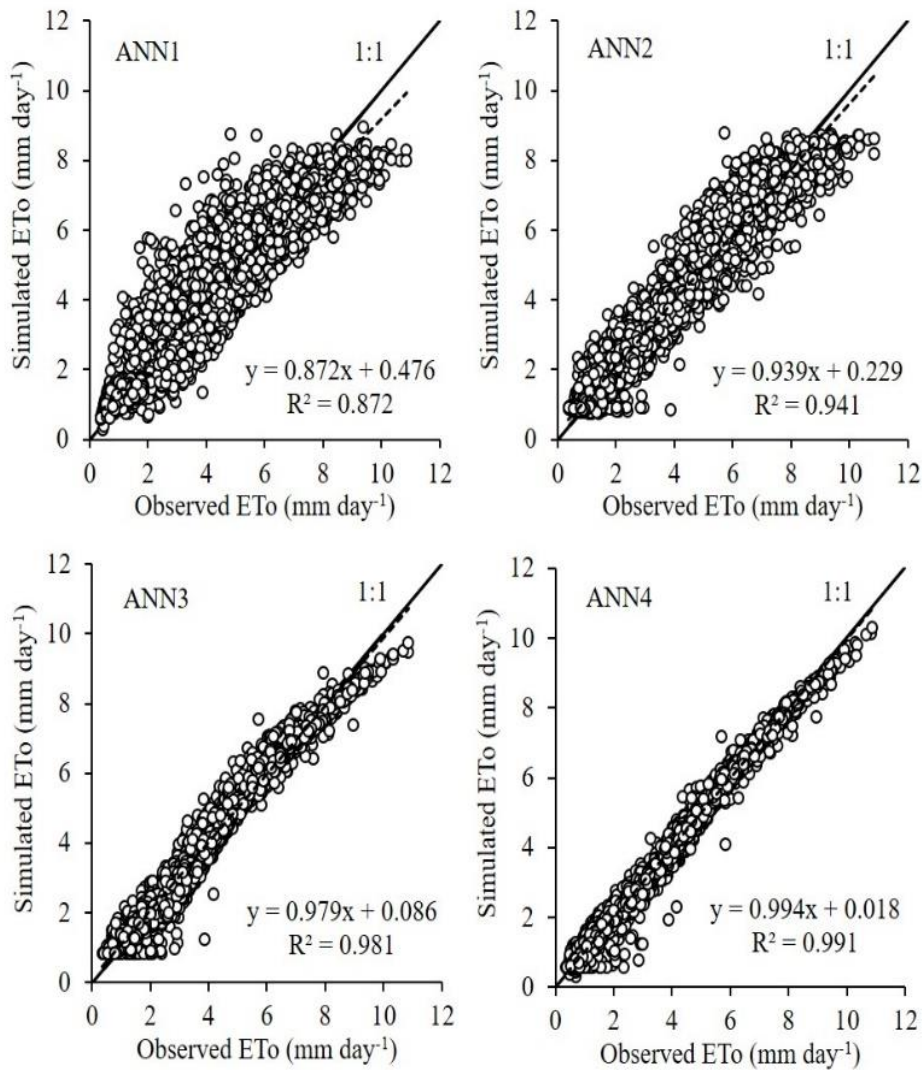 12
10
8
6
4
2
0
Simulated ETo (mm day⁻¹)
ANN1
1:1
y = 0.872x + 0.476
R² = 0.872
0 2 4 6 8 10 12
Observed ETo (mm day⁻¹)
12
10
8
6
4
2
0
Simulated ETo (mm day⁻¹)
ANN2
1:1
y = 0.939x + 0.229
R² = 0.941
0 2 4 6 8 10 12
Observed ETo (mm day⁻¹)
12
10
8
6
4
2
0
Simulated ETo (mm day⁻¹)
ANN3
1:1
y = 0.979x + 0.086
R² = 0.981
0 2 4 6 8 10 12
Observed ETo (mm day⁻¹)
12
10
8
6
4
2
0
Simulated ETo (mm day⁻¹)
ANN4
1:1
y = 0.994x + 0.018
R² = 0.991
0 2 4 6 8 10 12
Observed ETo (mm day⁻¹)